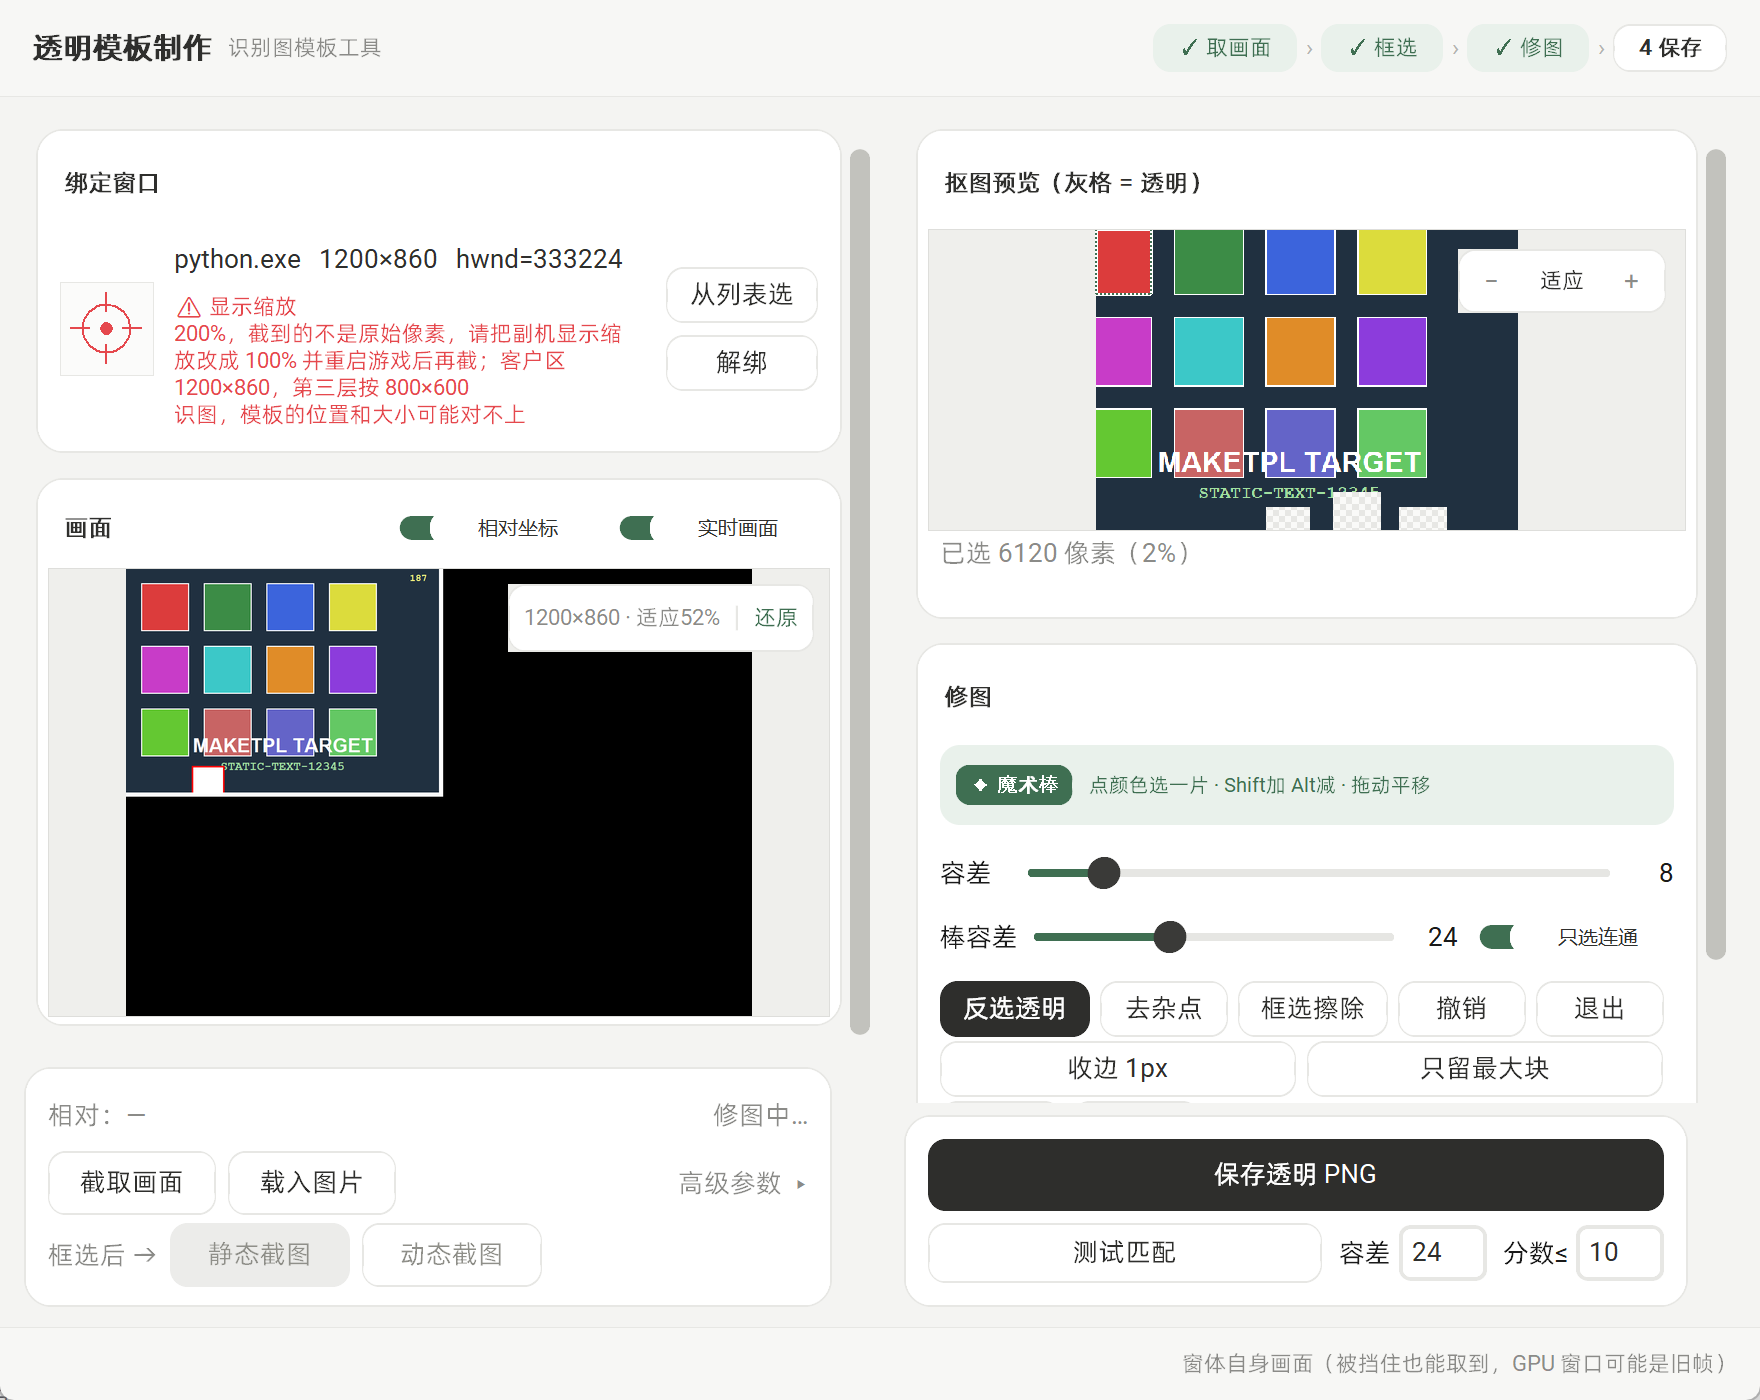 透明模板制作 识别图模板工具
✓ 取画面 › ✓ 框选 › ✓ 修图 › 4 保存
绑定窗口
python.exe 1200×860 hwnd=333224
⚠ 显示缩放
200%，截到的不是原始像素，请把副机显示缩
放改成 100% 并重启游戏后再截；客户区
1200×860，第三层按 800×600
识图，模板的位置和大小可能对不上
从列表选
解绑
画面
相对坐标
实时画面
187
1200×860 · 适应52%
还原
MAKETPL TARGET
STATIC-TEXT-12345
相对：—
修图中...
截取画面
载入图片
高级参数 ▸
框选后 →
静态截图
动态截图
抠图预览（灰格 = 透明）
− 适应 +
MAKETPL TARGET
STATIC-TEXT-12345
已选 6120 像素（2%）
修图
✦ 魔术棒
点颜色选一片 · Shift加 Alt减 · 拖动平移
容差 8
棒容差 24 只选连通
反选透明
去杂点
框选擦除
撤销
退出
收边 1px
只留最大块
保存透明 PNG
测试匹配
容差 24
分数≤ 10
窗体自身画面（被挡住也能取到，GPU 窗口可能是旧帧）